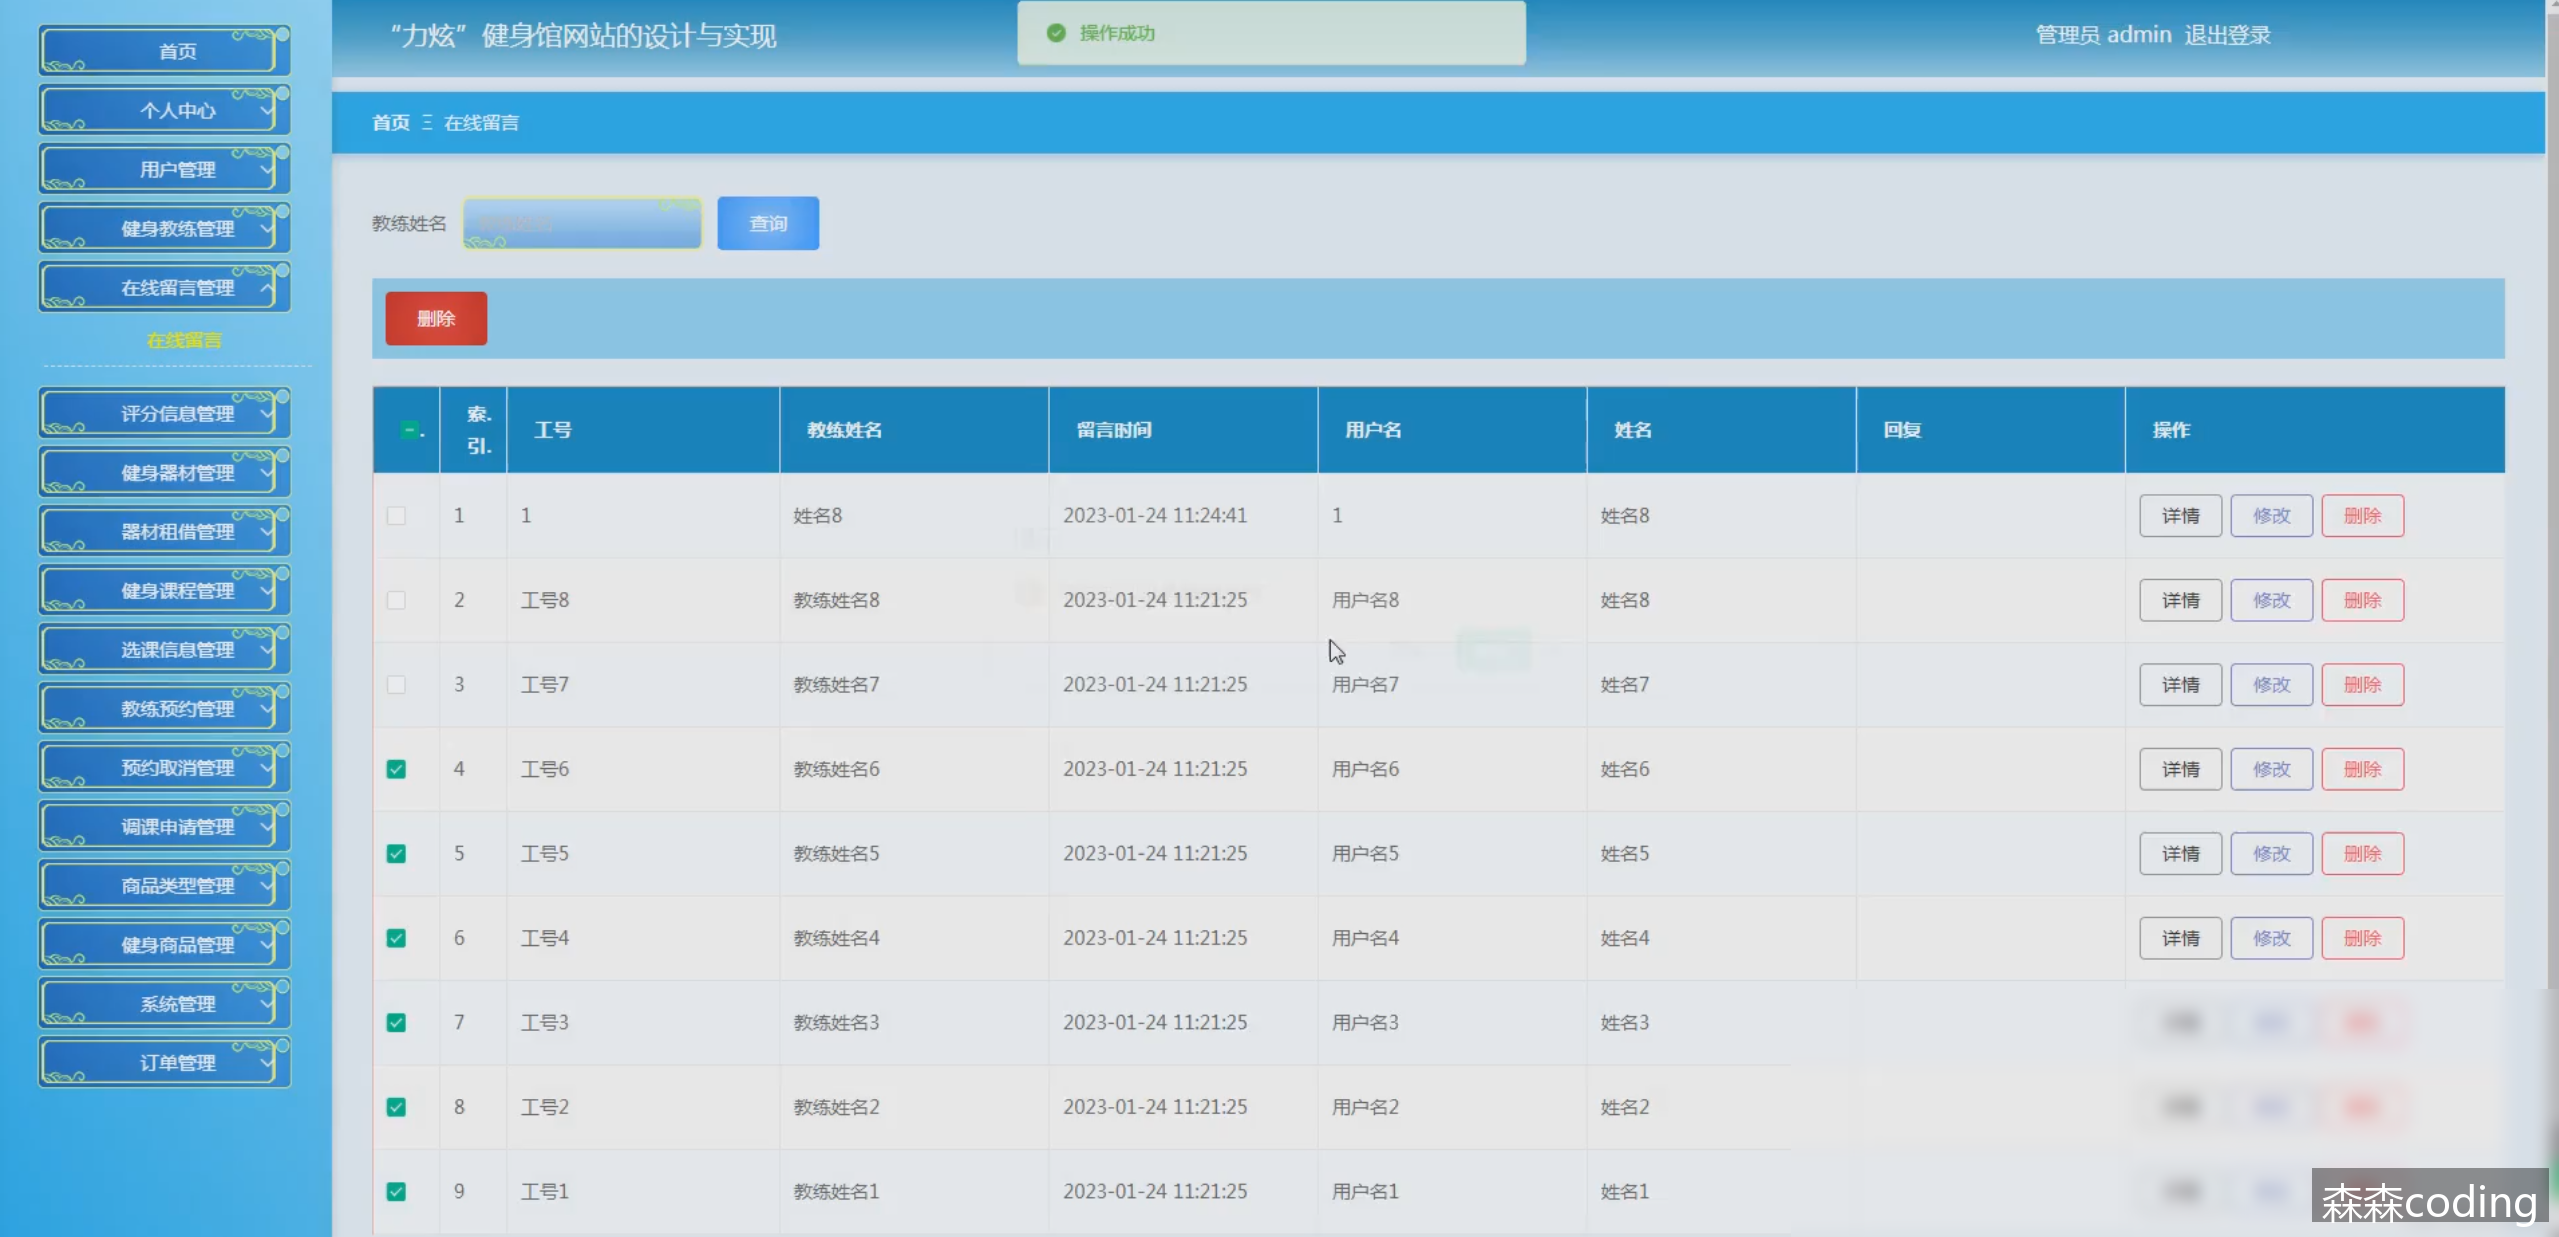 “力炫”健身馆网站的设计与实现
操作成功
管理员 admin 退出登录
首页
个人中心
用户管理
健身教练管理
在线留言管理
在线留言
评分信息管理
健身器材管理
器材租借管理
健身课程管理
选课信息管理
教练预约管理
预约取消管理
调课申请管理
商品类型管理
健身商品管理
系统管理
订单管理
首页 Ξ 在线留言
教练姓名 查询
删除
索. 引. 工号 教练姓名 留言时间 用户名 姓名 回复 操作
1 1 姓名8 2023-01-24 11:24:41 1 姓名8 详情 修改 删除
2 工号8 教练姓名8 2023-01-24 11:21:25 用户名8 姓名8 详情 修改 删除
3 工号7 教练姓名7 2023-01-24 11:21:25 用户名7 姓名7 详情 修改 删除
4 工号6 教练姓名6 2023-01-24 11:21:25 用户名6 姓名6 详情 修改 删除
5 工号5 教练姓名5 2023-01-24 11:21:25 用户名5 姓名5 详情 修改 删除
6 工号4 教练姓名4 2023-01-24 11:21:25 用户名4 姓名4 详情 修改 删除
7 工号3 教练姓名3 2023-01-24 11:21:25 用户名3 姓名3
8 工号2 教练姓名2 2023-01-24 11:21:25 用户名2 姓名2
9 工号1 教练姓名1 2023-01-24 11:21:25 用户名1 姓名1
森森coding